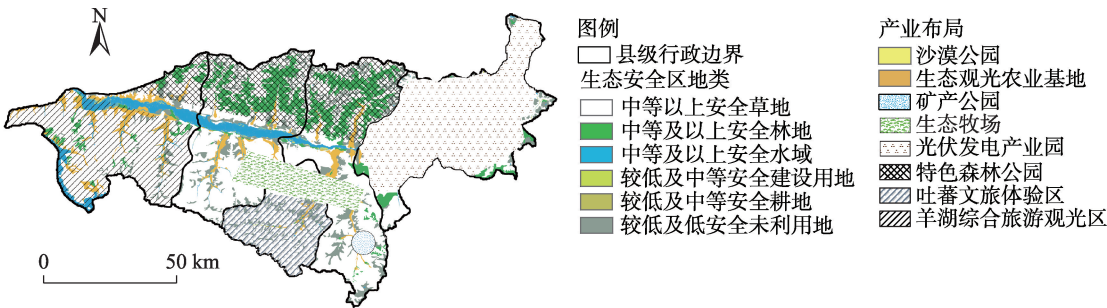 N
0
50 km
图例
县级行政边界
生态安全区地类
中等以上安全草地
中等及以上安全林地
中等及以上安全水域
较低及中等安全建设用地
较低及中等安全耕地
较低及低安全未利用地
产业布局
沙漠公园
生态观光农业基地
矿产公园
生态牧场
光伏发电产业园
特色森林公园
吐蕃文旅体验区
羊湖综合旅游观光区